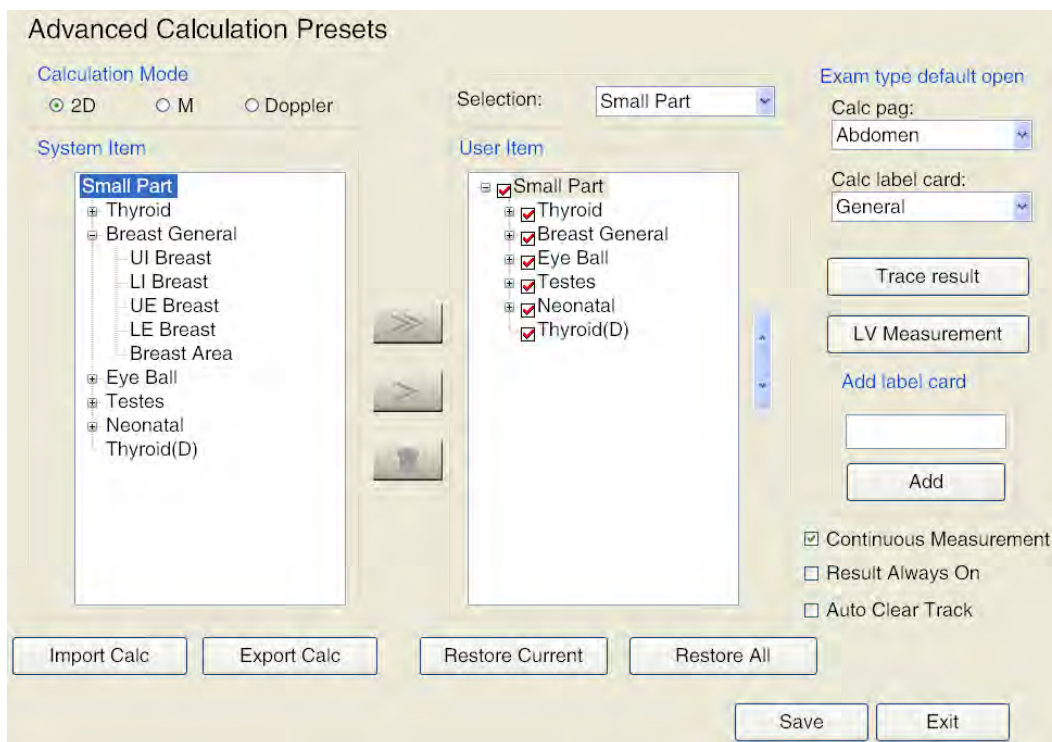 Advanced Calculation Presets
Calculation Mode
2D
M
Doppler
Selection:
Small Part
Exam type default open
Calc pag:
Abdomen
Calc label card:
General
Trace result
LV Measurement
Add label card
Add
Continuous Measurement
Result Always On
Auto Clear Track
System Item
Small Part
Thyroid
Breast General
UI Breast
LI Breast
UE Breast
LE Breast
Breast Area
Eye Ball
Testes
Neonatal
Thyroid(D)
User Item
Small Part
Thyroid
Breast General
Eye Ball
Testes
Neonatal
Thyroid(D)
Import Calc
Export Calc
Restore Current
Restore All
Save
Exit